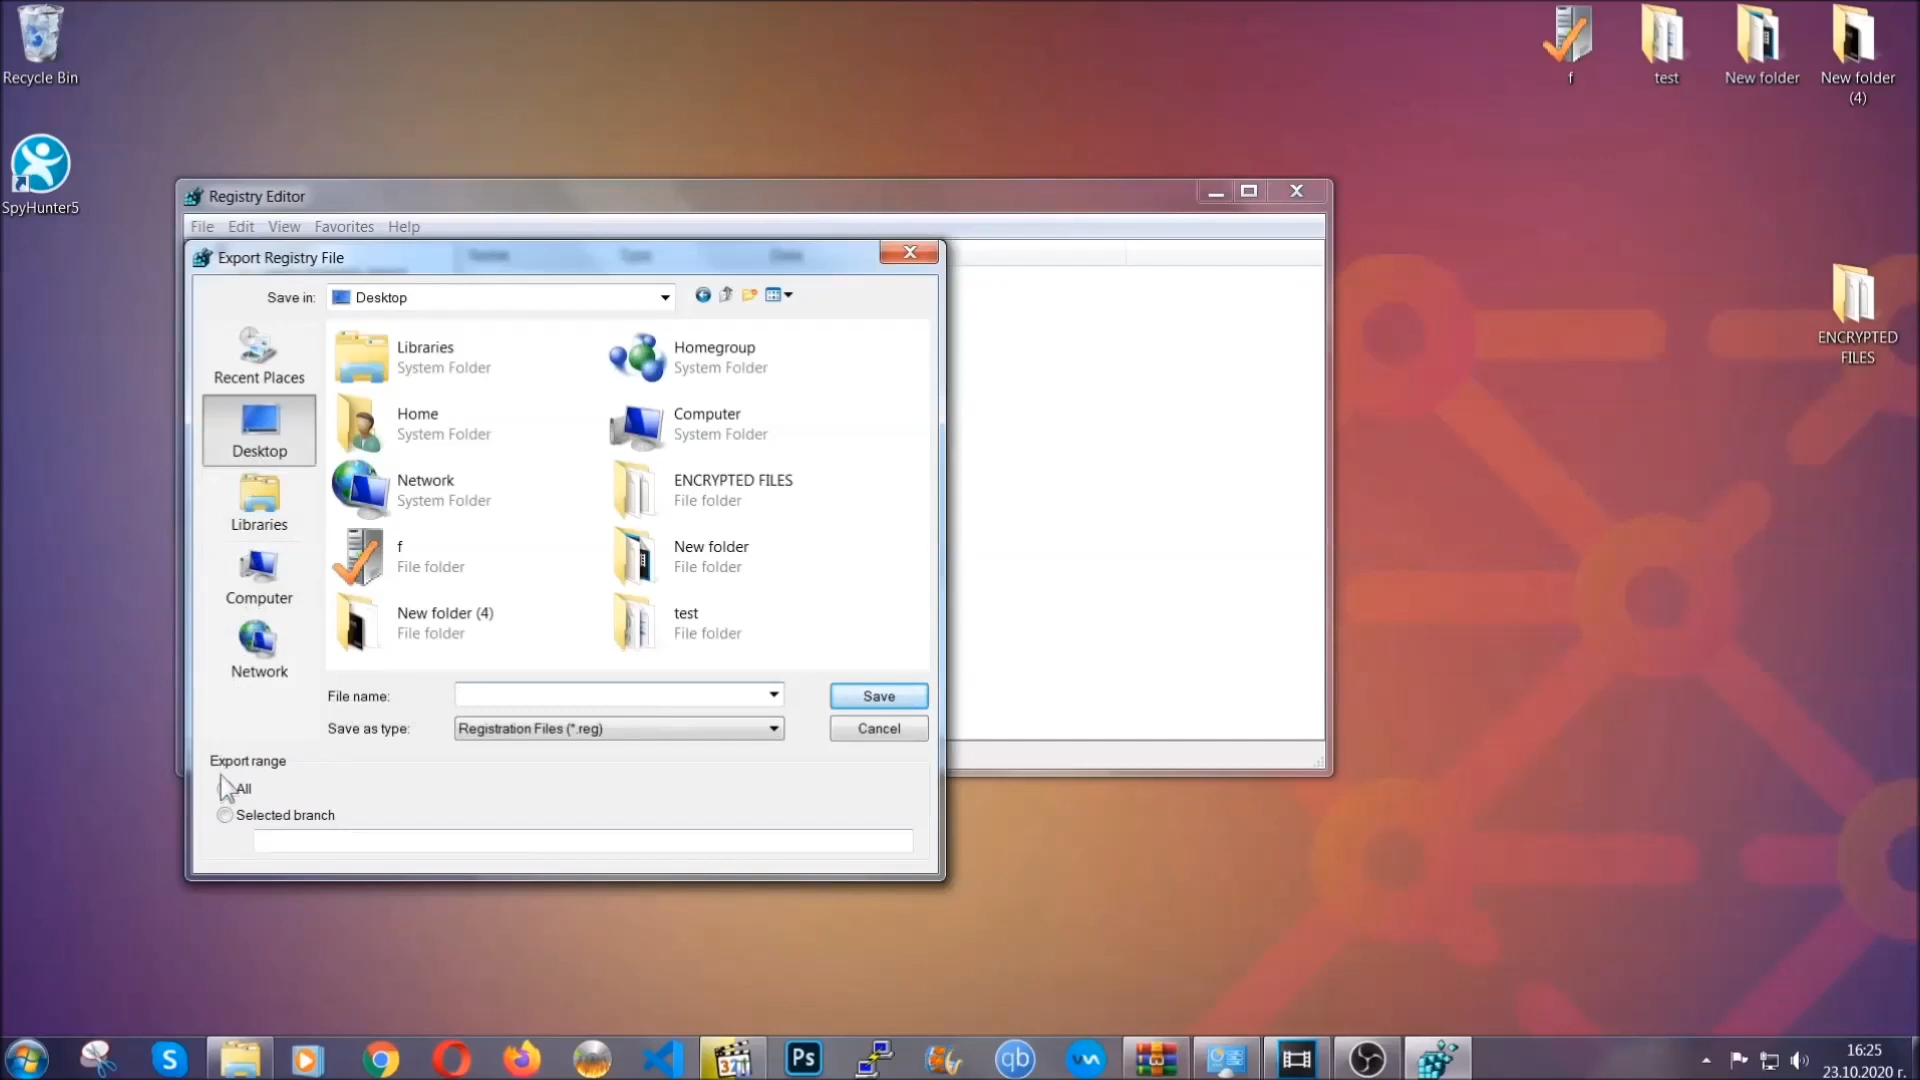 Recycle Bin
SpyHunter5
f
test
New folder
New folder
(4)
ENCRYPTED
FILES
Registry Editor
File Edit View Favorites Help
Export Registry File
Save in:
Desktop
Recent Places
Desktop
Libraries
Computer
Network
Libraries
System Folder
Homegroup
System Folder
Home
System Folder
Computer
System Folder
Network
System Folder
ENCRYPTED FILES
File folder
f
File folder
New folder
File folder
New folder (4)
File folder
test
File folder
File name:
Save
Save as type:
Registration Files (*.reg)
Cancel
Export range
All
Selected branch
S
321
Ps
qb
16:25
23.10.2020 г.